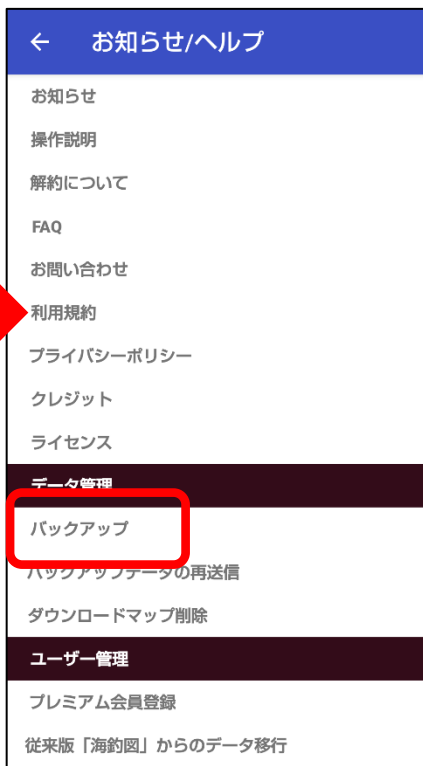 ← お知らせ/ヘルプ
お知らせ
操作説明
解約について
FAQ
お問い合わせ
利用規約
プライバシーポリシー
クレジット
ライセンス
データ管理
バックアップ
バックアップデータの再送信
ダウンロードマップ削除
ユーザー管理
プレミアム会員登録
従来版「海釣図」からのデータ移行